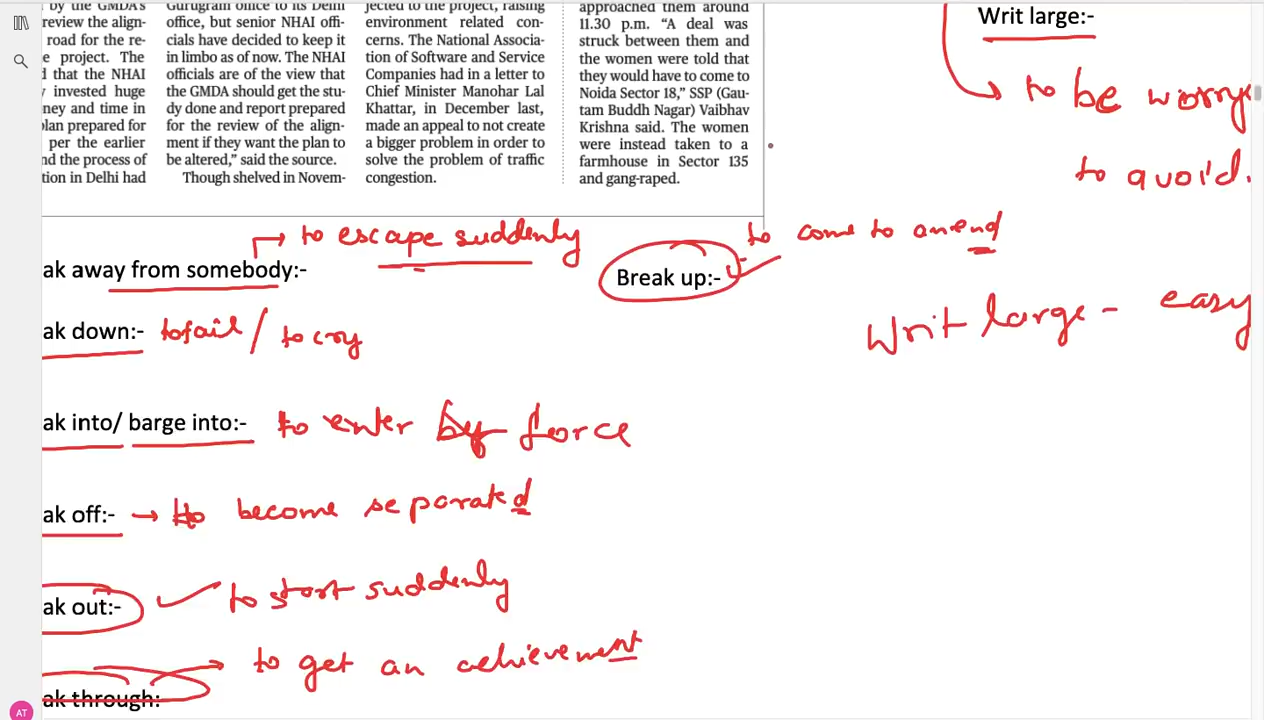 by the GMDA's
review the align-
road for the re-
e project. The
d that the NHAI
invested huge
ney and time in
plan prepared for
per the earlier
nd the process of
tion in Delhi had
Gurugram office to its Delhi
office, but senior NHAI offi-
cials have decided to keep it
in limbo as of now. The NHAI
officials are of the view that
the GMDA should get the stu-
dy done and report prepared
for the review of the align-
ment if they want the plan to
be altered," said the source.
Though shelved in Novem-
jected to the project, raising
environment related con-
cerns. The National Associa-
tion of Software and Service
Companies had in a letter to
Chief Minister Manohar Lal
Khattar, in December last,
made an appeal to not create
a bigger problem in order to
solve the problem of traffic
congestion.
approached them around
11.30 p.m. "A deal was
struck between them and
the women were told that
they would have to come to
Noida Sector 18," SSP (Gau-
tam Buddh Nagar) Vaibhav
Krishna said. The women
were instead taken to a
farmhouse in Sector 135
and gang-raped.
Writ large:-
to be worry
to avoid.
to escape suddenly
ak away from somebody:-
to come to an end
Break up:-
Writ large - easy
ak down:- to fail / to cry
ak into/ barge into:- to enter by force
ak off:- to become separated
ak out:- to start suddenly
to get an achievement
ak through:
AT